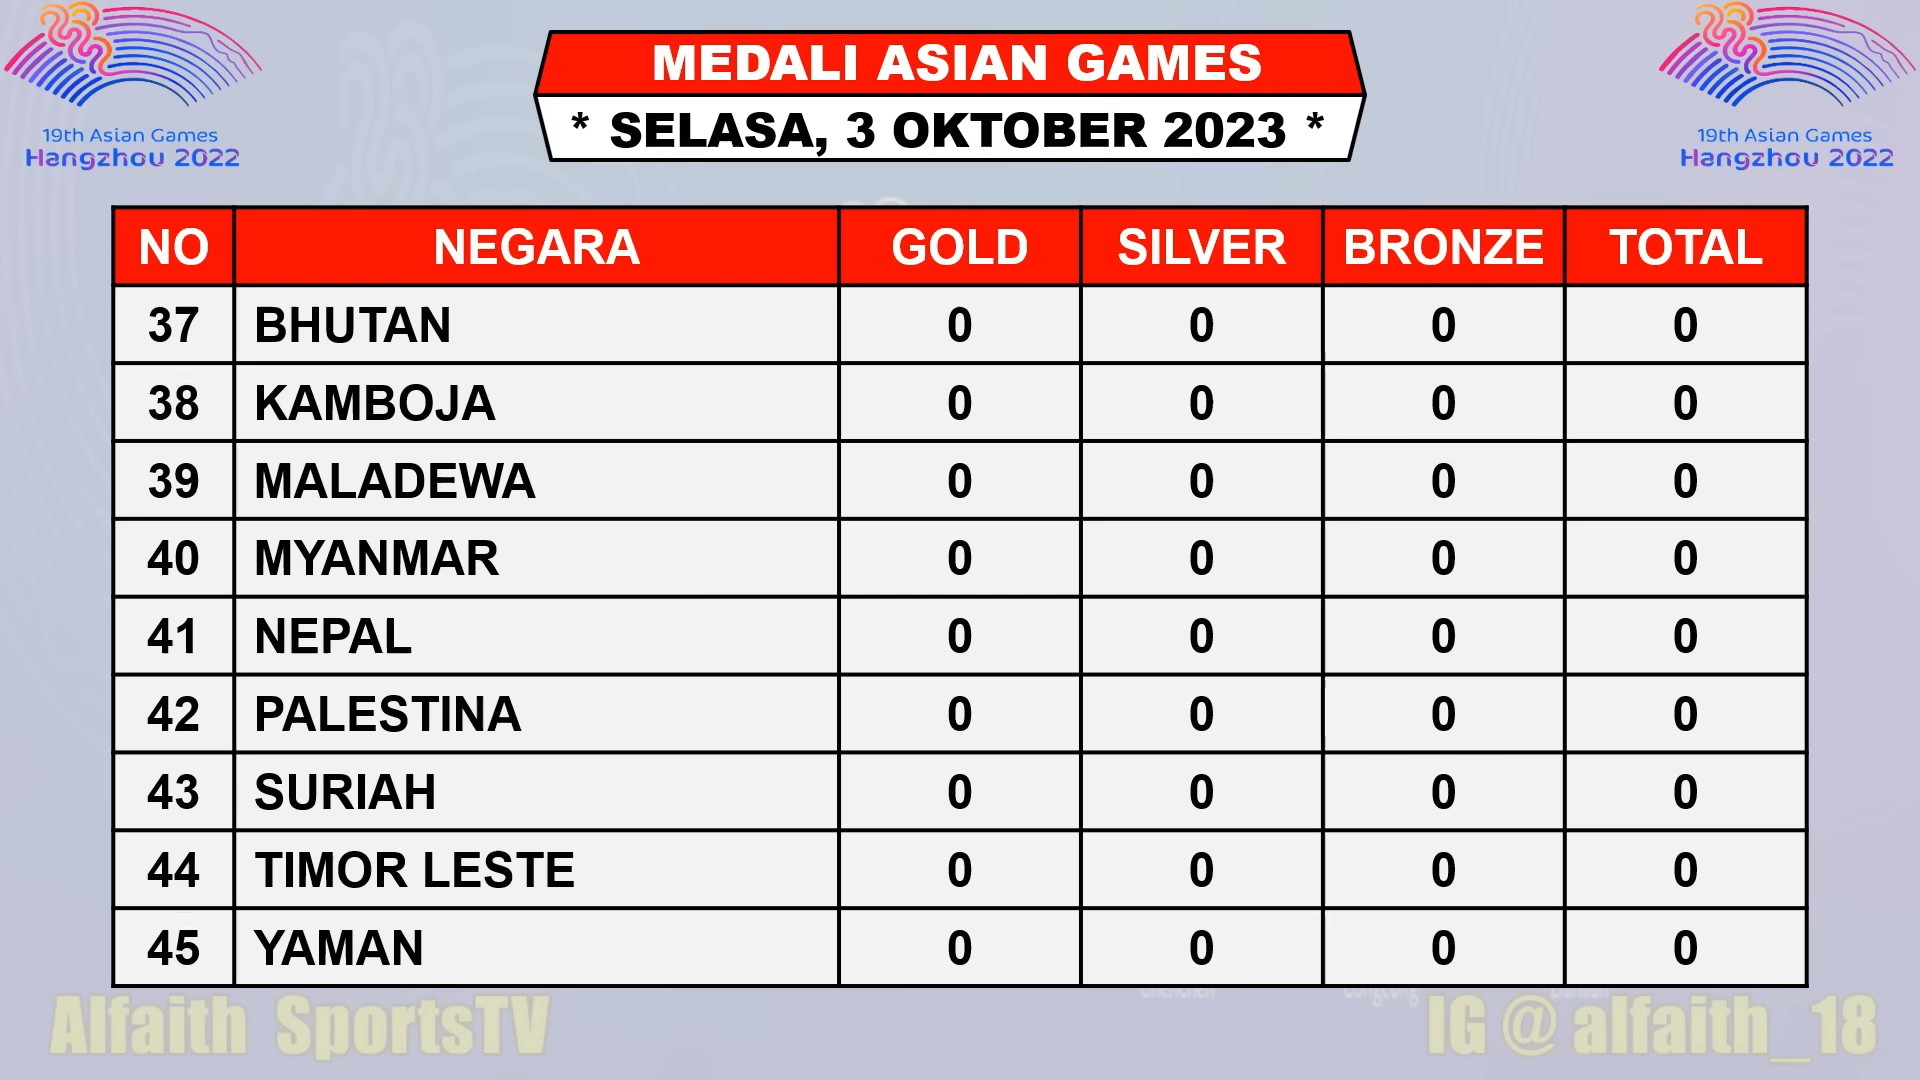 19th Asian Games
Hangzhou 2022
MEDALI ASIAN GAMES
* SELASA, 3 OKTOBER 2023 *
19th Asian Games
Hangzhou 2022
NO NEGARA GOLD SILVER BRONZE TOTAL
37 BHUTAN 0 0 0 0
38 KAMBOJA 0 0 0 0
39 MALADEWA 0 0 0 0
40 MYANMAR 0 0 0 0
41 NEPAL 0 0 0 0
42 PALESTINA 0 0 0 0
43 SURIAH 0 0 0 0
44 TIMOR LESTE 0 0 0 0
45 YAMAN 0 0 0 0
Alfaith SportsTV
IG @ alfaith_18